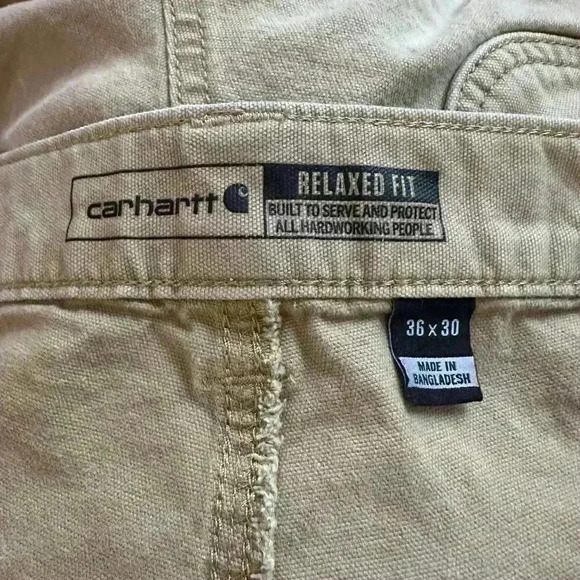 carhartt
RELAXED FIT
BUILT TO SERVE AND PROTECT
ALL HARDWORKING PEOPLE.
36 x 30
MADE IN
BANGLADESH